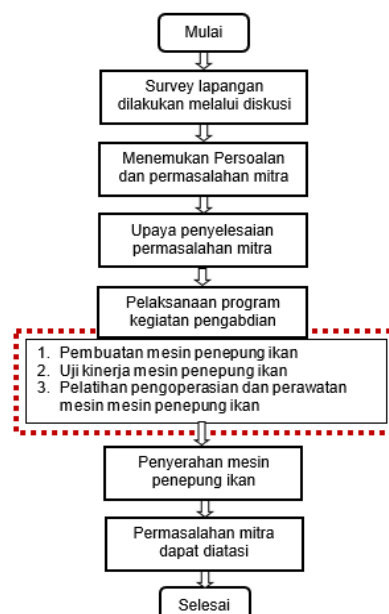 Mulai
Survey lapangan
dilakukan melalui diskusi
Menemukan Persoalan
dan permasalahan mitra
Upaya penyelesaian
permasalahan mitra
Pelaksanaan program
kegiatan pengabdian
1. Pembuatan mesin penepung ikan
2. Uji kinerja mesin penepung ikan
3. Pelatihan pengoperasian dan perawatan
mesin mesin penepung ikan
Penyerahan mesin
penepung ikan
Permasalahan mitra
dapat diatasi
Selesai